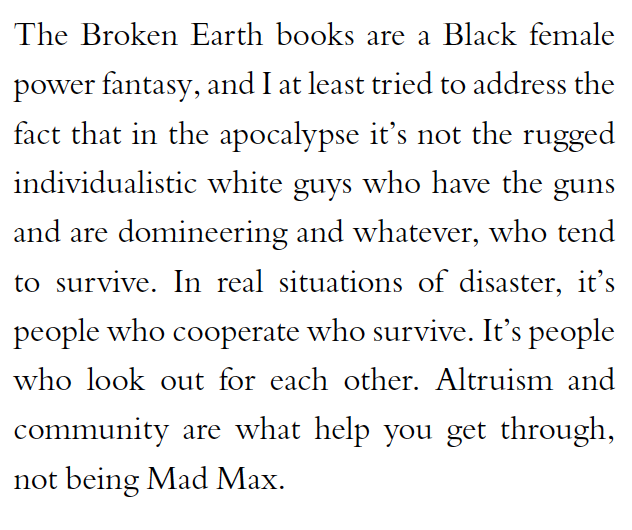 The Broken Earth books are a Black female
power fantasy, and I at least tried to address the
fact that in the apocalypse it’s not the rugged
individualistic white guys who have the guns
and are domineering and whatever, who tend
to survive. In real situations of disaster, it’s
people who cooperate who survive. It’s people
who look out for each other. Altruism and
community are what help you get through,
not being Mad Max.